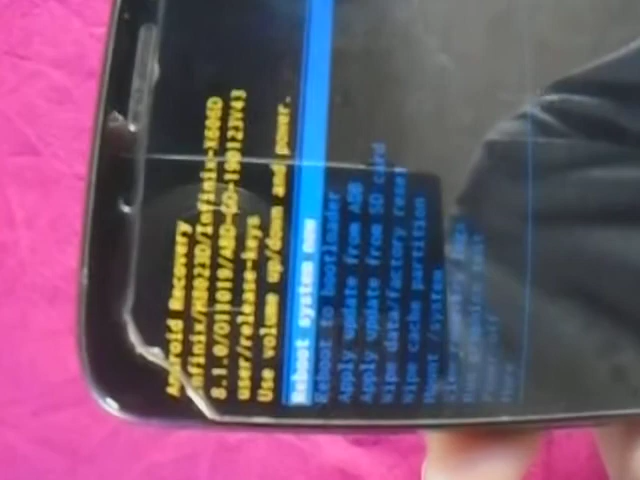 Android Recovery
Infinix/H8023D/Infinix-X606D
8.1.0/O11019/ABD-GO-190123V43
user/release-keys
Use volume up/down and power.
Reboot system now
Reboot to bootloader
Apply update from ADB
Apply update from SD card
Wipe data/factory reset
Wipe cache partition
Mount /system